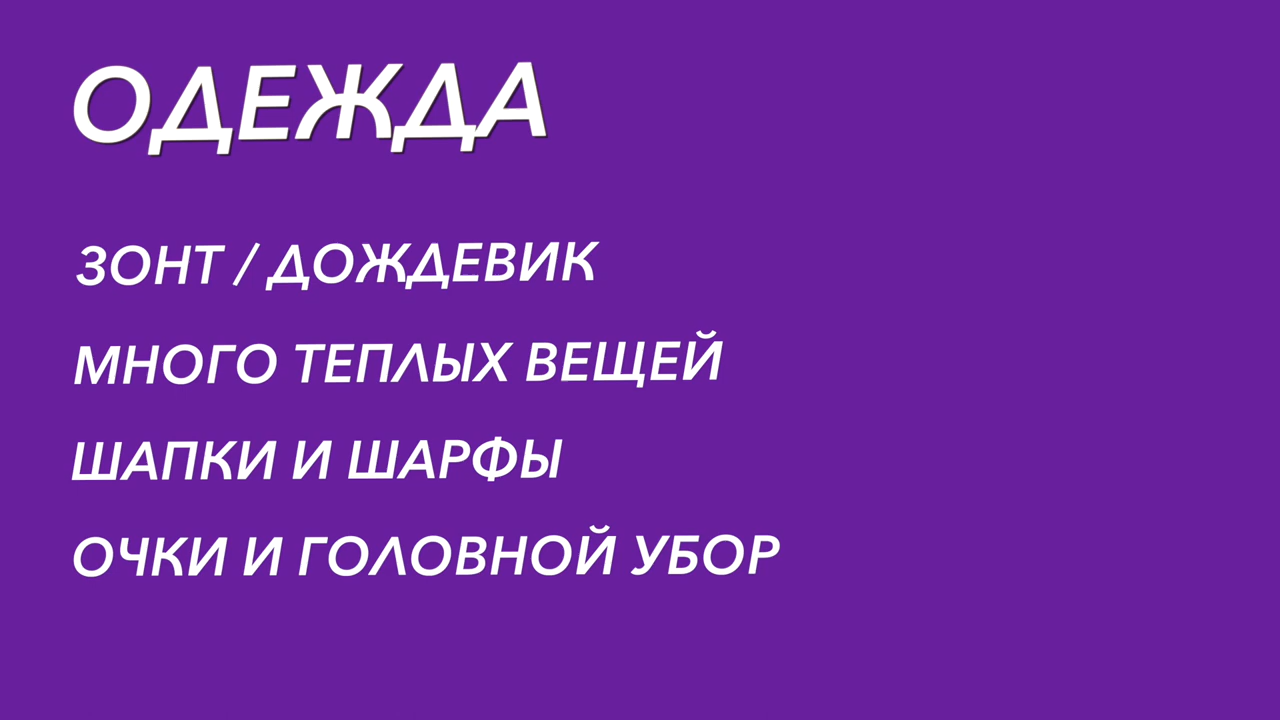 ОДЕЖДА
ЗОНТ / ДОЖДЕВИК
МНОГО ТЕПЛЫХ ВЕЩЕЙ
ШАПКИ И ШАРФЫ
ОЧКИ И ГОЛОВНОЙ УБОР